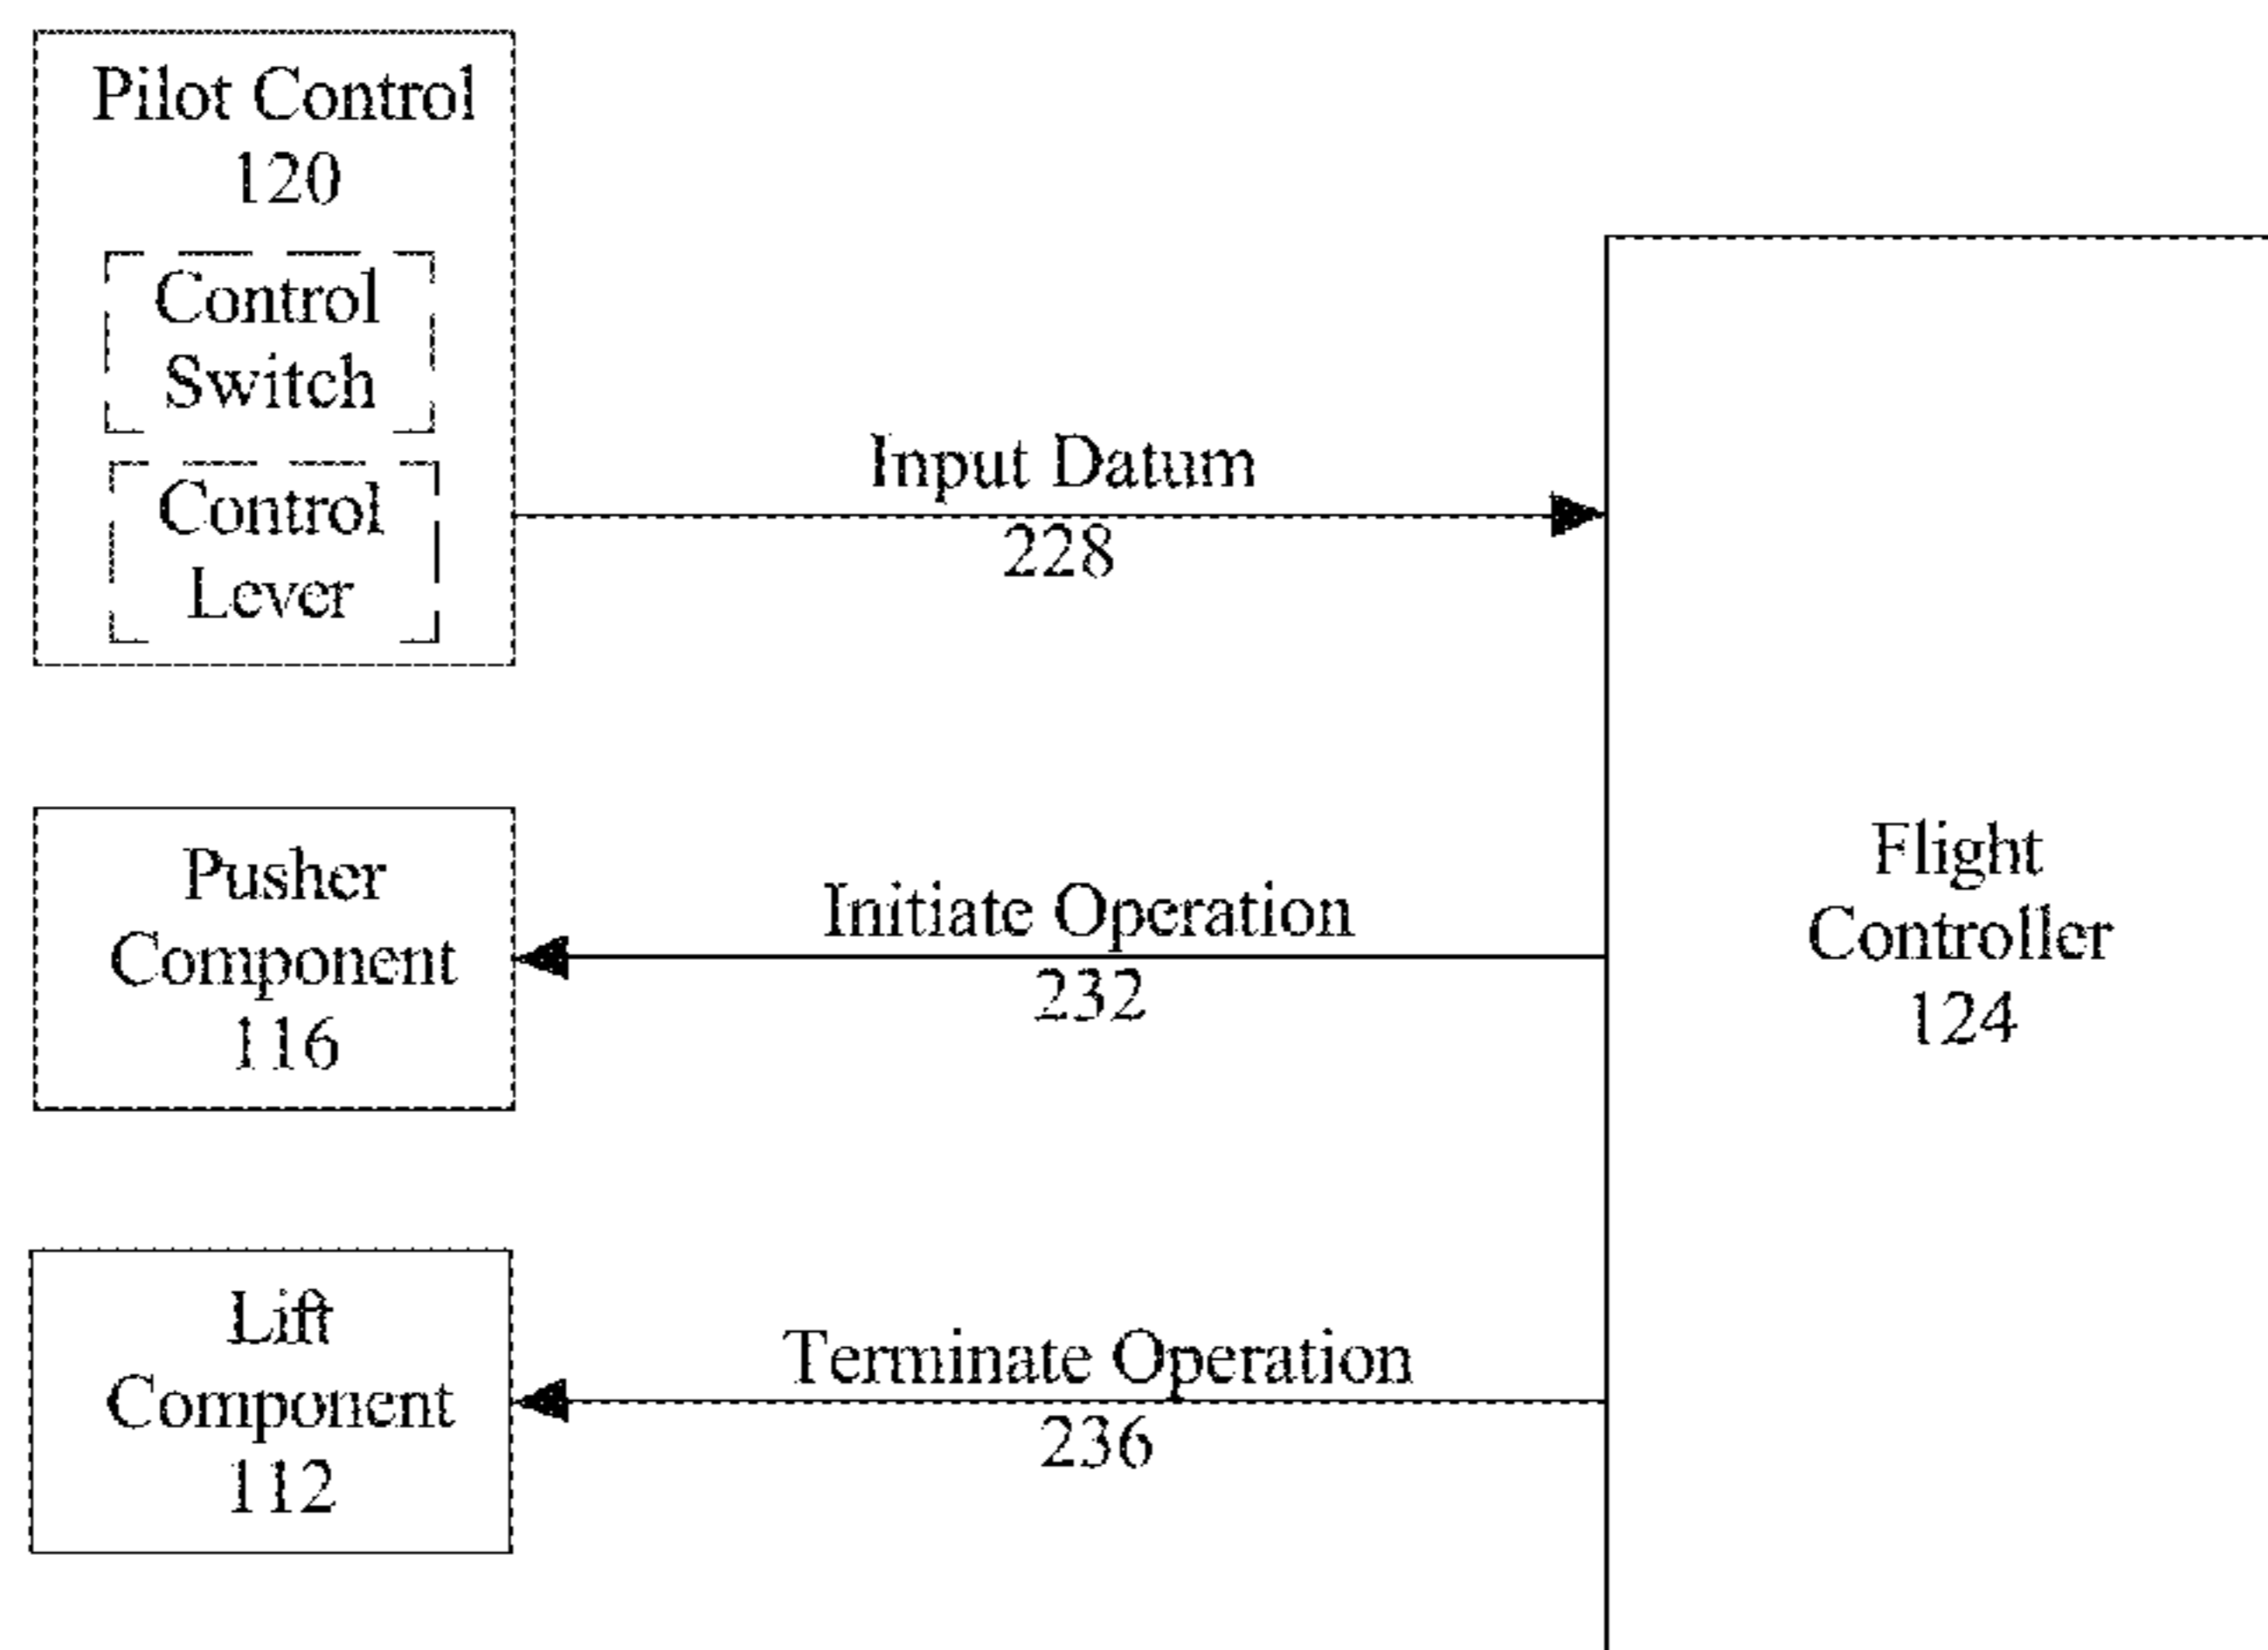 Pilot Control
120
Control
Switch
Control
Lever
Input Datum
228
Pusher
Component
116
Initiate Operation
232
Flight
Controller
124
Lift
Component
112
Terminate Operation
236